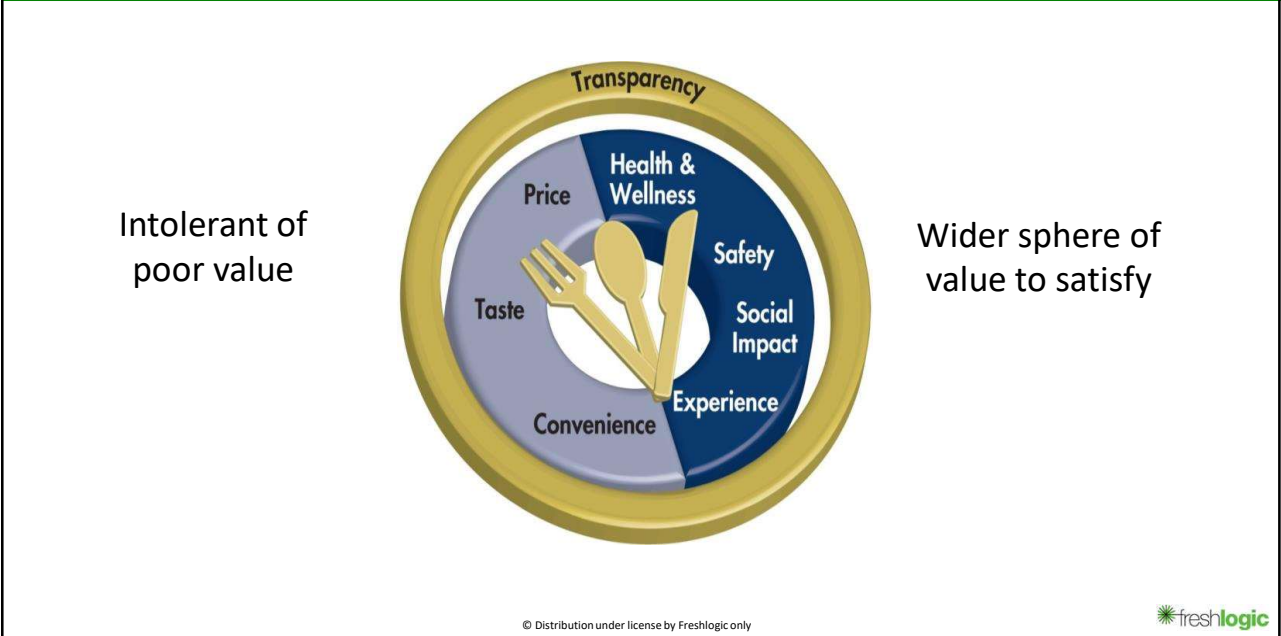 Transparency
Intolerant of
poor value
Price
Taste
Convenience
Health &
Wellness
Safety
Social
Impact
Experience
Wider sphere of
value to satisfy
© Distribution under license by Freshlogic only
freshlogic